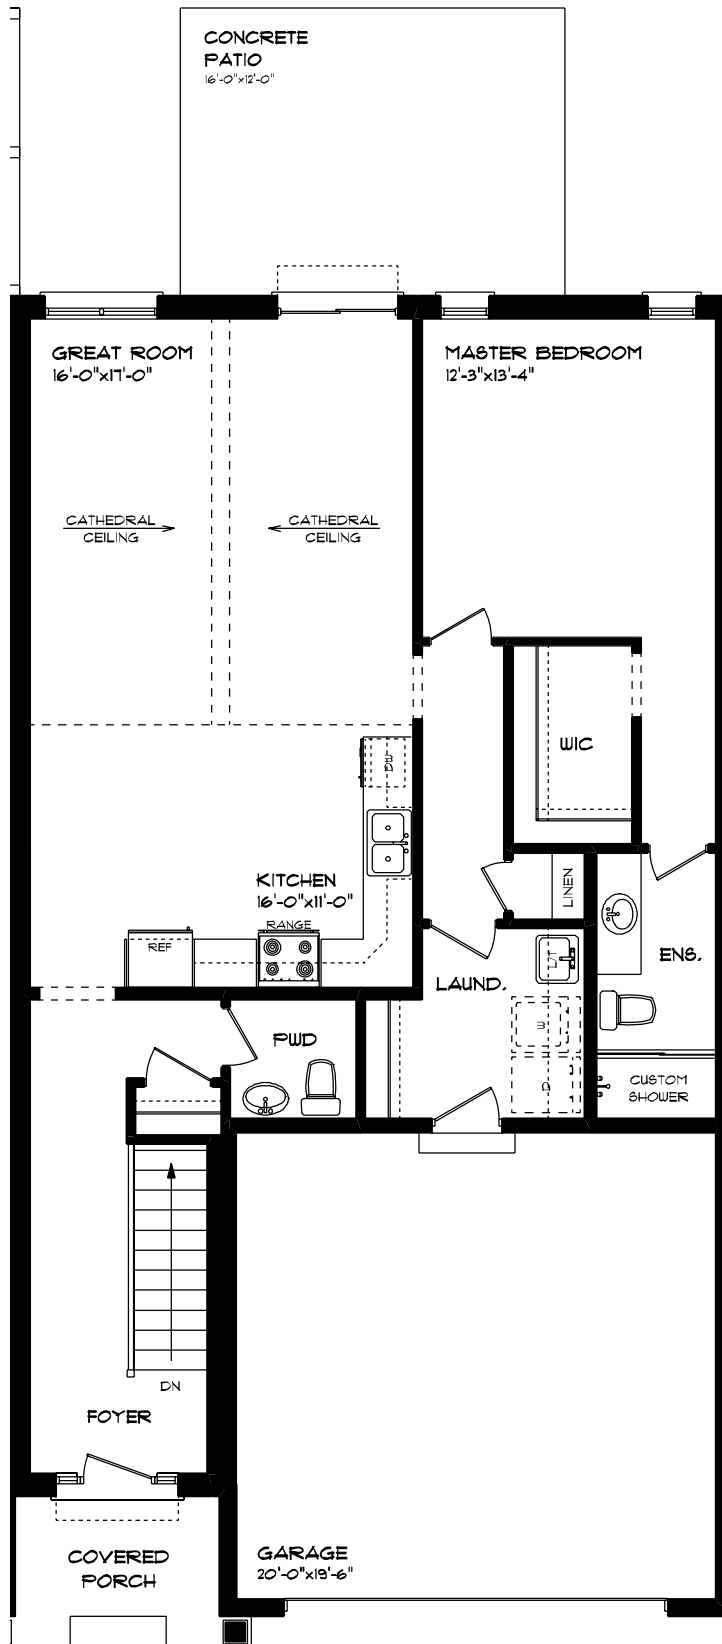 CONCRETE
PATIO
16'-0"x12'-0"
GREAT ROOM
16'-0"x17'-0"
MASTER BEDROOM
12'-3"x13'-4"
CATHEDRAL
CEILING
CATHEDRAL
CEILING
WIC
DW
KITCHEN
16'-0"x11'-0"
RANGE
REF
LINEN
ENS.
LAUND.
L/T
W
D
PWD
CUSTOM
SHOWER
DN
FOYER
COVERED
PORCH
GARAGE
20'-0"x19'-6"